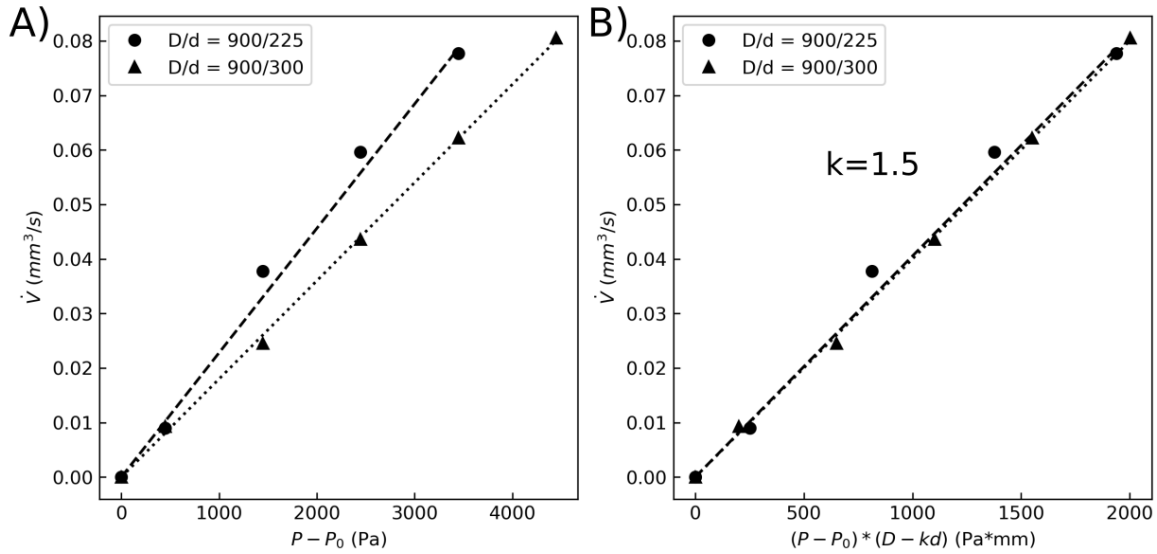 A)
D/d = 900/225
D/d = 900/300
0.08
0.07
0.06
0.05
0.04
0.03
0.02
0.01
0.00
V̇ (mm³/s)
0 1000 2000 3000 4000
P − P₀ (Pa)
B)
D/d = 900/225
D/d = 900/300
k=1.5
0.08
0.07
0.06
0.05
0.04
0.03
0.02
0.01
0.00
V̇ (mm³/s)
0 500 1000 1500 2000
(P − P₀) * (D − kd) (Pa*mm)